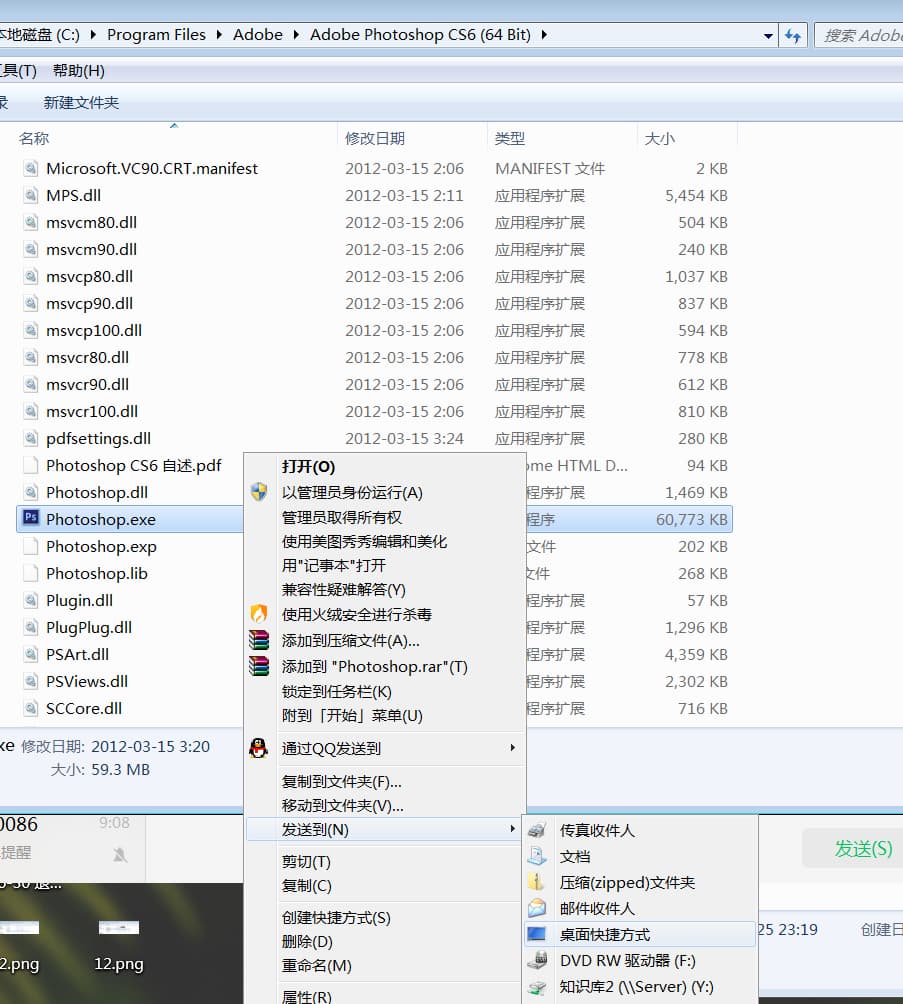 本地磁盘 (C:) Program Files Adobe Adobe Photoshop CS6 (64 Bit) 搜索 Adobe
工具(T) 帮助(H)
录 新建文件夹
名称 修改日期 类型 大小
Microsoft.VC90.CRT.manifest 2012-03-15 2:06 MANIFEST 文件 2 KB
MPS.dll 2012-03-15 2:11 应用程序扩展 5,454 KB
msvcm80.dll 2012-03-15 2:06 应用程序扩展 504 KB
msvcm90.dll 2012-03-15 2:06 应用程序扩展 240 KB
msvcp80.dll 2012-03-15 2:06 应用程序扩展 1,037 KB
msvcp90.dll 2012-03-15 2:06 应用程序扩展 837 KB
msvcp100.dll 2012-03-15 2:06 应用程序扩展 594 KB
msvcr80.dll 2012-03-15 2:06 应用程序扩展 778 KB
msvcr90.dll 2012-03-15 2:06 应用程序扩展 612 KB
msvcr100.dll 2012-03-15 2:06 应用程序扩展 810 KB
pdfsettings.dll 2012-03-15 3:24 应用程序扩展 280 KB
Photoshop CS6 自述.pdf ome HTML D... 94 KB
Photoshop.dll 程序扩展 1,469 KB
Photoshop.exe 程序 60,773 KB
Photoshop.exp 文件 202 KB
Photoshop.lib 文件 268 KB
Plugin.dll 程序扩展 57 KB
PlugPlug.dll 程序扩展 1,296 KB
PSArt.dll 程序扩展 4,359 KB
PSViews.dll 程序扩展 2,302 KB
SCCore.dll 程序扩展 716 KB
xe 修改日期: 2012-03-15 3:20
大小: 59.3 MB
打开(O)
以管理员身份运行(A)
管理员取得所有权
使用美图秀秀编辑和美化
用"记事本"打开
兼容性疑难解答(Y)
使用火绒安全进行杀毒
添加到压缩文件(A)...
添加到 "Photoshop.rar"(T)
锁定到任务栏(K)
附到「开始」菜单(U)
通过QQ发送到
复制到文件夹(F)...
移动到文件夹(V)...
发送到(N)
剪切(T)
复制(C)
创建快捷方式(S)
删除(D)
重命名(M)
属性(R)
传真收件人
文档
压缩(zipped)文件夹
邮件收件人
桌面快捷方式
DVD RW 驱动器 (F:)
知识库2 (\\Server) (Y:)
0086 9:08
提醒
发送(S)
25 23:19 创建日
2.png 12.png